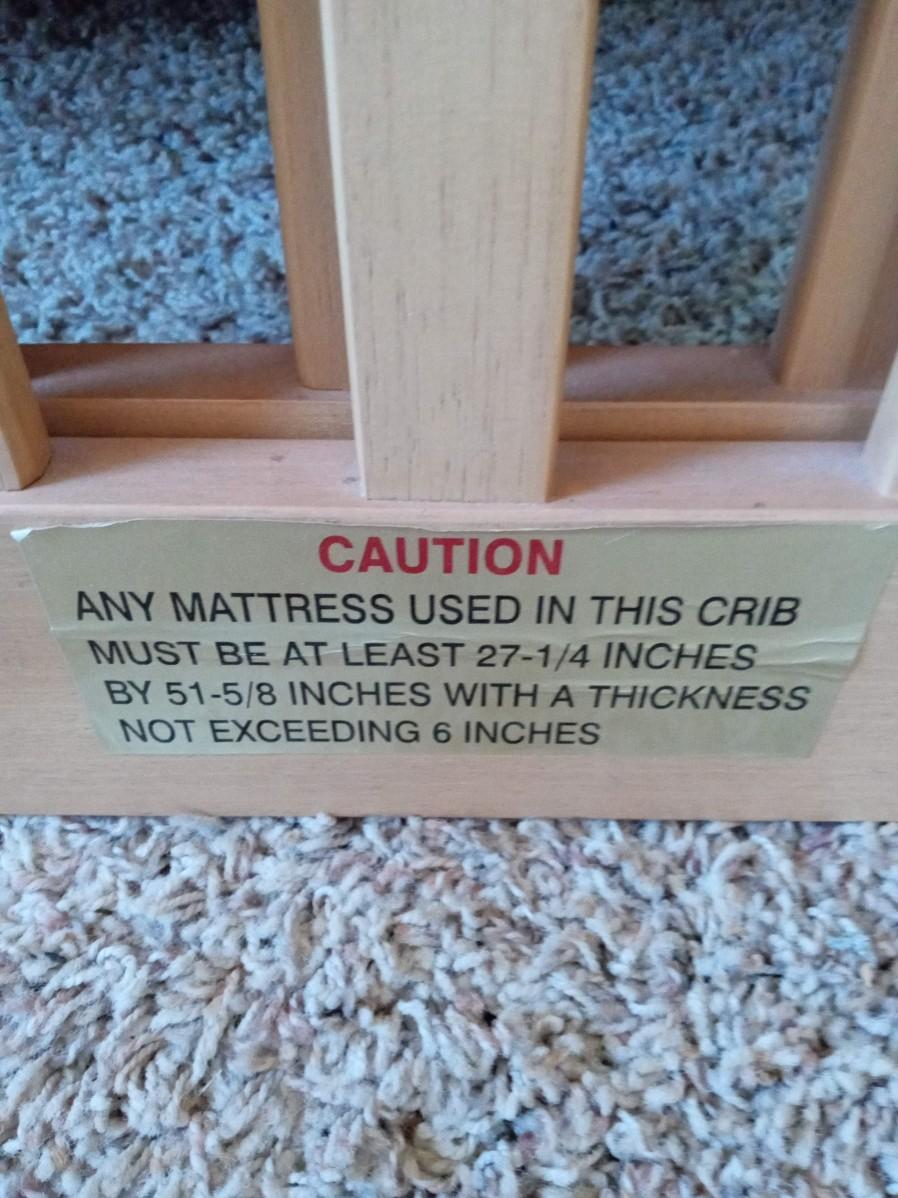 CAUTION
ANY MATTRESS USED IN THIS CRIB
MUST BE AT LEAST 27-1/4 INCHES
BY 51-5/8 INCHES WITH A THICKNESS
NOT EXCEEDING 6 INCHES